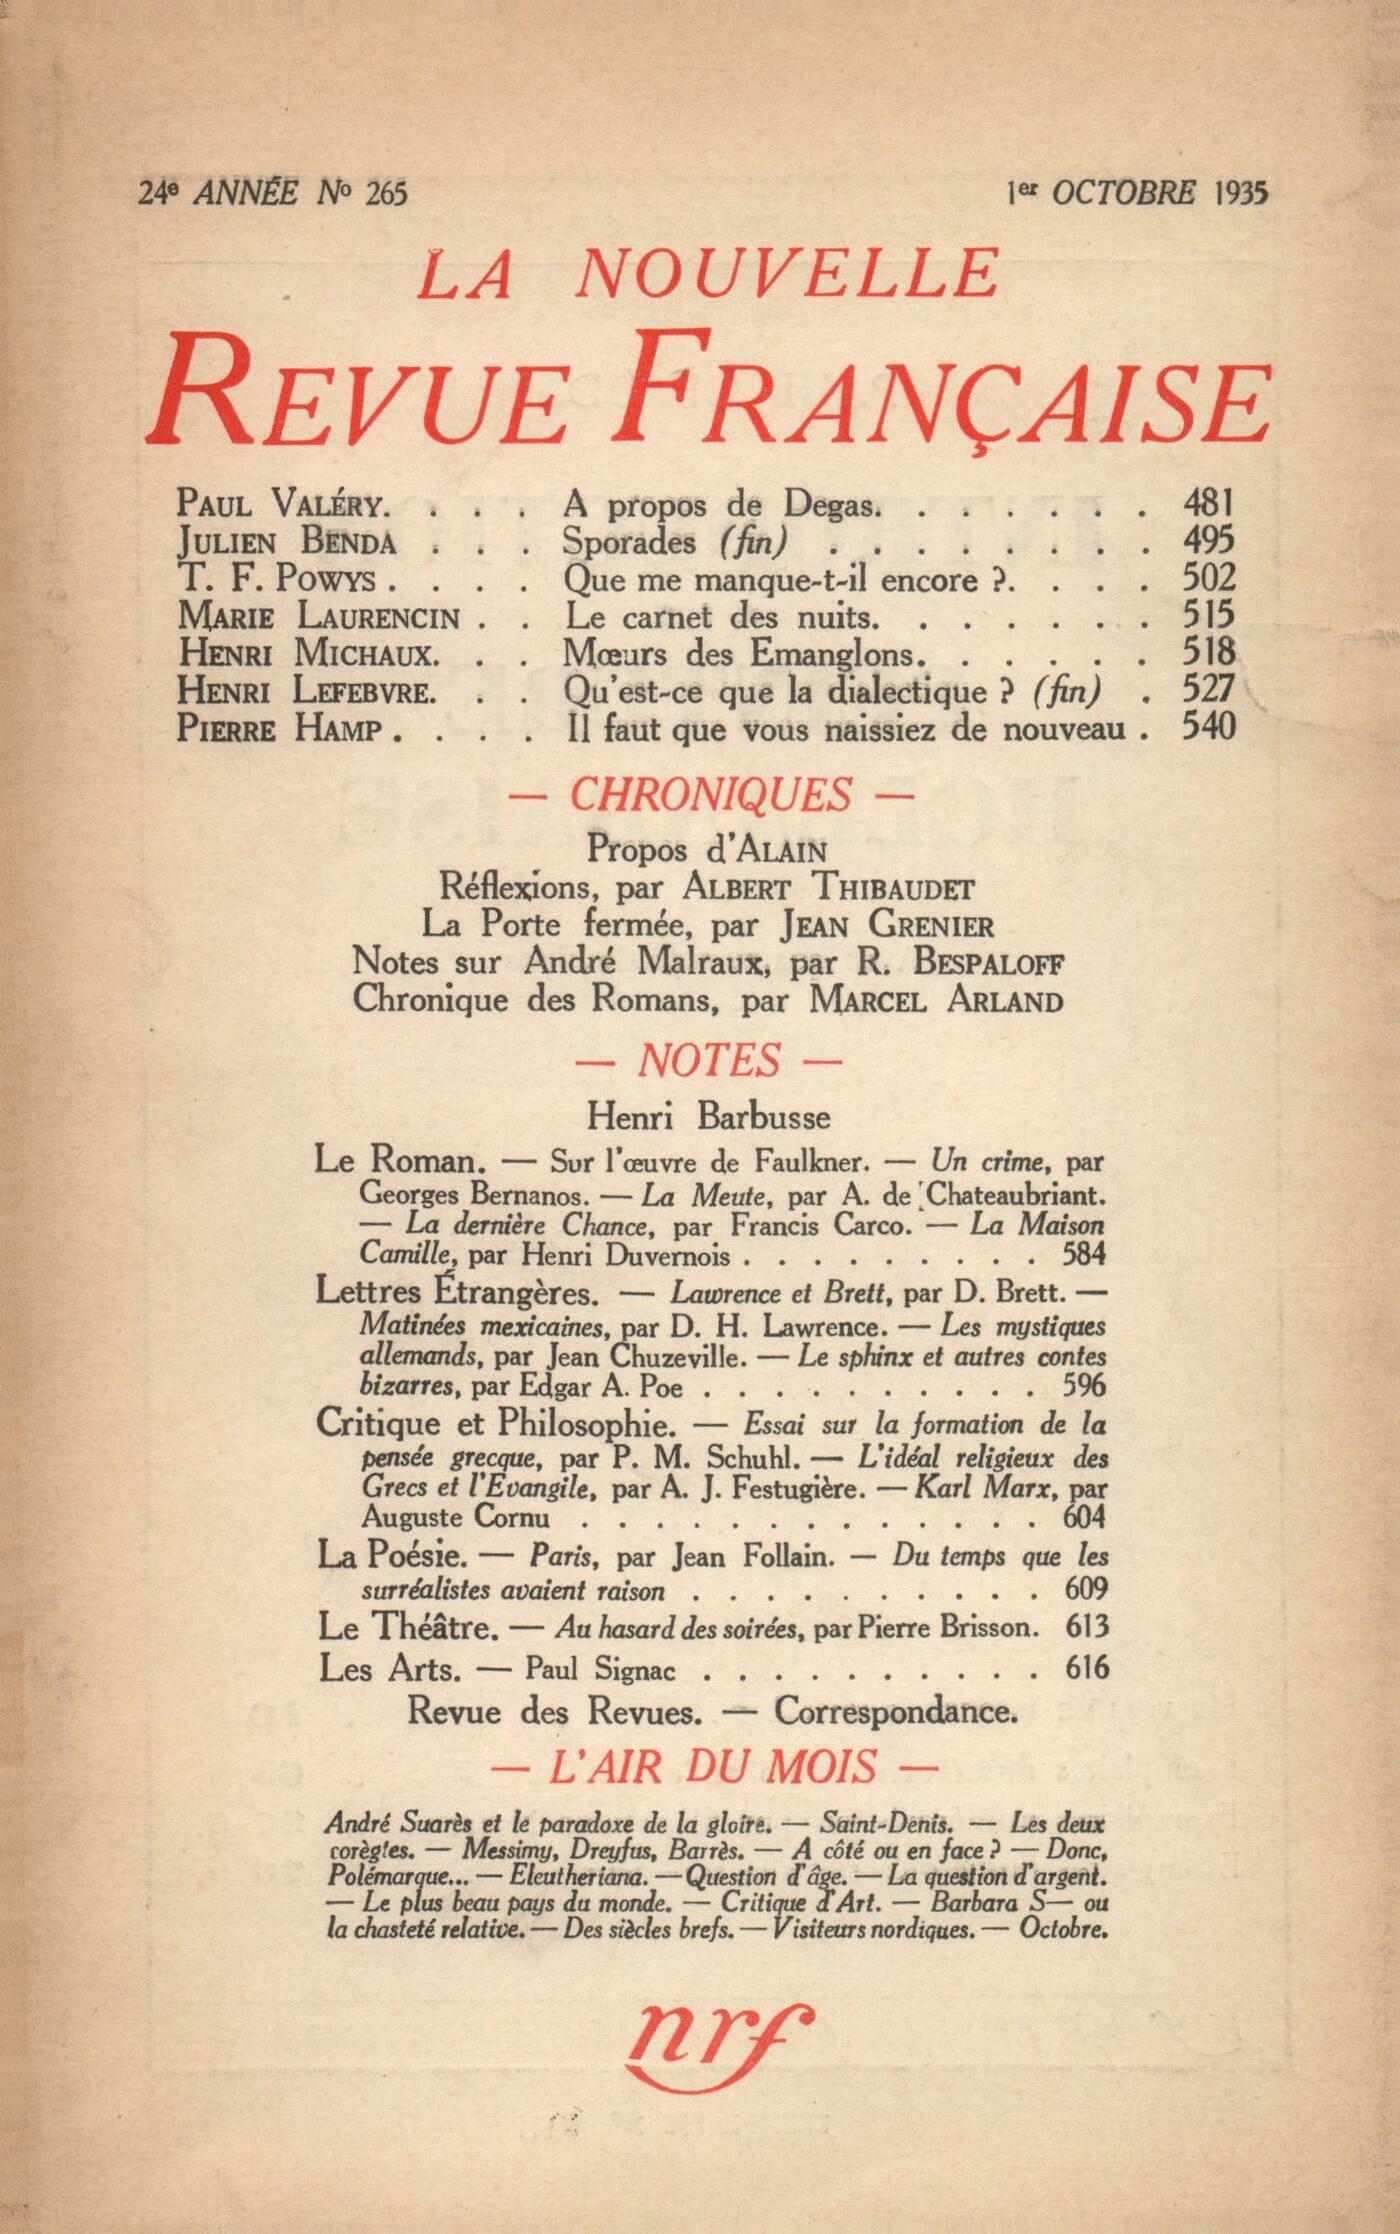 24e ANNÉE No 265
1er OCTOBRE 1935
LA NOUVELLE
REVUE FRANÇAISE
PAUL VALÉRY. . . . A propos de Degas. . . . . . . . 481
JULIEN BENDA . . . Sporades (fin) . . . . . . . . . 495
T. F. POWYS . . . . Que me manque-t-il encore ?. . . . 502
MARIE LAURENCIN . . Le carnet des nuits. . . . . . . 515
HENRI MICHAUX. . . Mœurs des Emanglons. . . . . . 518
HENRI LEFEBVRE. . . Qu'est-ce que la dialectique ? (fin) . 527
PIERRE HAMP . . . . Il faut que vous naissiez de nouveau . 540
— CHRONIQUES —
Propos d'ALAIN
Réflexions, par ALBERT THIBAUDET
La Porte fermée, par JEAN GRENIER
Notes sur André Malraux, par R. BESPALOFF
Chronique des Romans, par MARCEL ARLAND
— NOTES —
Henri Barbusse
Le Roman. — Sur l'œuvre de Faulkner. — Un crime, par
Georges Bernanos. — La Meute, par A. de Chateaubriant.
— La dernière Chance, par Francis Carco. — La Maison
Camille, par Henri Duvernois . . . . . . . . . 584
Lettres Étrangères. — Lawrence et Brett, par D. Brett. —
Matinées mexicaines, par D. H. Lawrence. — Les mystiques
allemands, par Jean Chuzeville. — Le sphinx et autres contes
bizarres, par Edgar A. Poe . . . . . . . . . . 596
Critique et Philosophie. — Essai sur la formation de la
pensée grecque, par P. M. Schuhl. — L'idéal religieux des
Grecs et l'Evangile, par A. J. Festugière. — Karl Marx, par
Auguste Cornu . . . . . . . . . . . . . 604
La Poésie. — Paris, par Jean Follain. — Du temps que les
surréalistes avaient raison . . . . . . . . . . 609
Le Théâtre. — Au hasard des soirées, par Pierre Brisson. 613
Les Arts. — Paul Signac . . . . . . . . . . 616
Revue des Revues. — Correspondance.
— L'AIR DU MOIS —
André Suarès et le paradoxe de la gloire. — Saint-Denis. — Les deux
corègies. — Messimy, Dreyfus, Barrès. — A côté ou en face ? — Donc,
Polémarque... — Eleutheriana. — Question d'âge. — La question d'argent.
— Le plus beau pays du monde. — Critique d'Art. — Barbara S— ou
la chasteté relative. — Des siècles brefs. — Visiteurs nordiques. — Octobre.
nrf